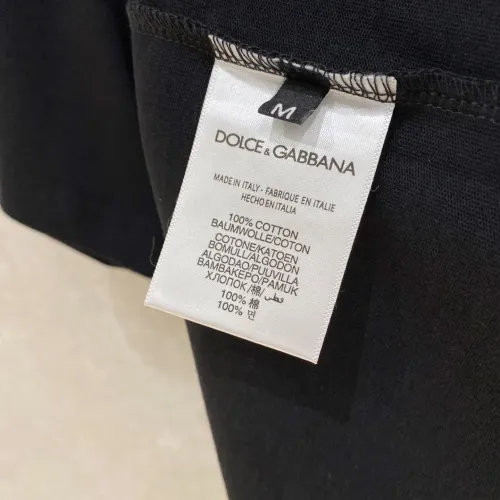 M
DOLCE & GABBANA
MADE IN ITALY - FABRIQUE EN ITALIE
HECHO EN ITALIA
100% COTTON
BAUMWOLLE/COTON
COTONE/KATOEN
BOMULL/ALGODON
ALGODAO/PUUVILLA
BAMBAKEPO/PAMUK
ХЛОПОК/棉/قطن
100% 棉
100% 면